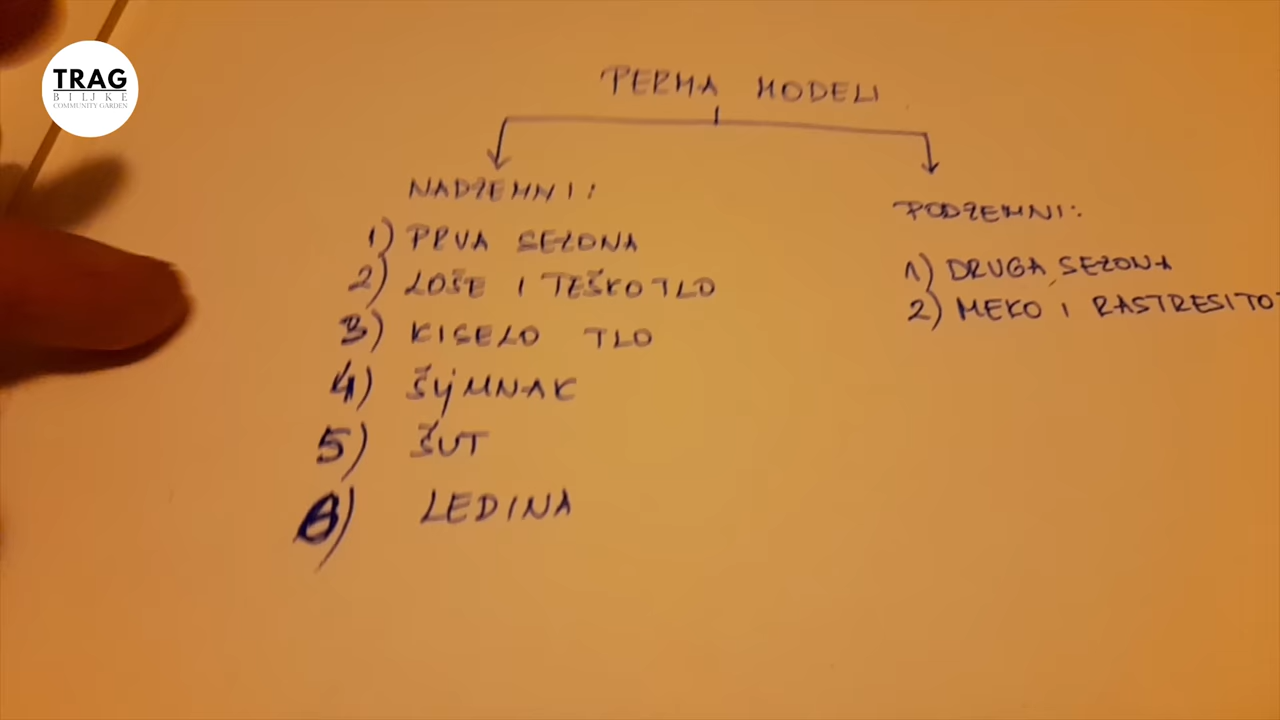 TRAG
BILJKE
COMMUNITY GARDEN
PERMA MODELI
NADZEMNI:
1) PRVA SEZONA
2) LOŠE I TEŠKO TLO
3) KISELO TLO
4) ŠIJMNAK
5) ŠUT
6) LEDINA
PODZEMNI:
1) DRUGA SEZONA
2) MEKO I RASTRESITO